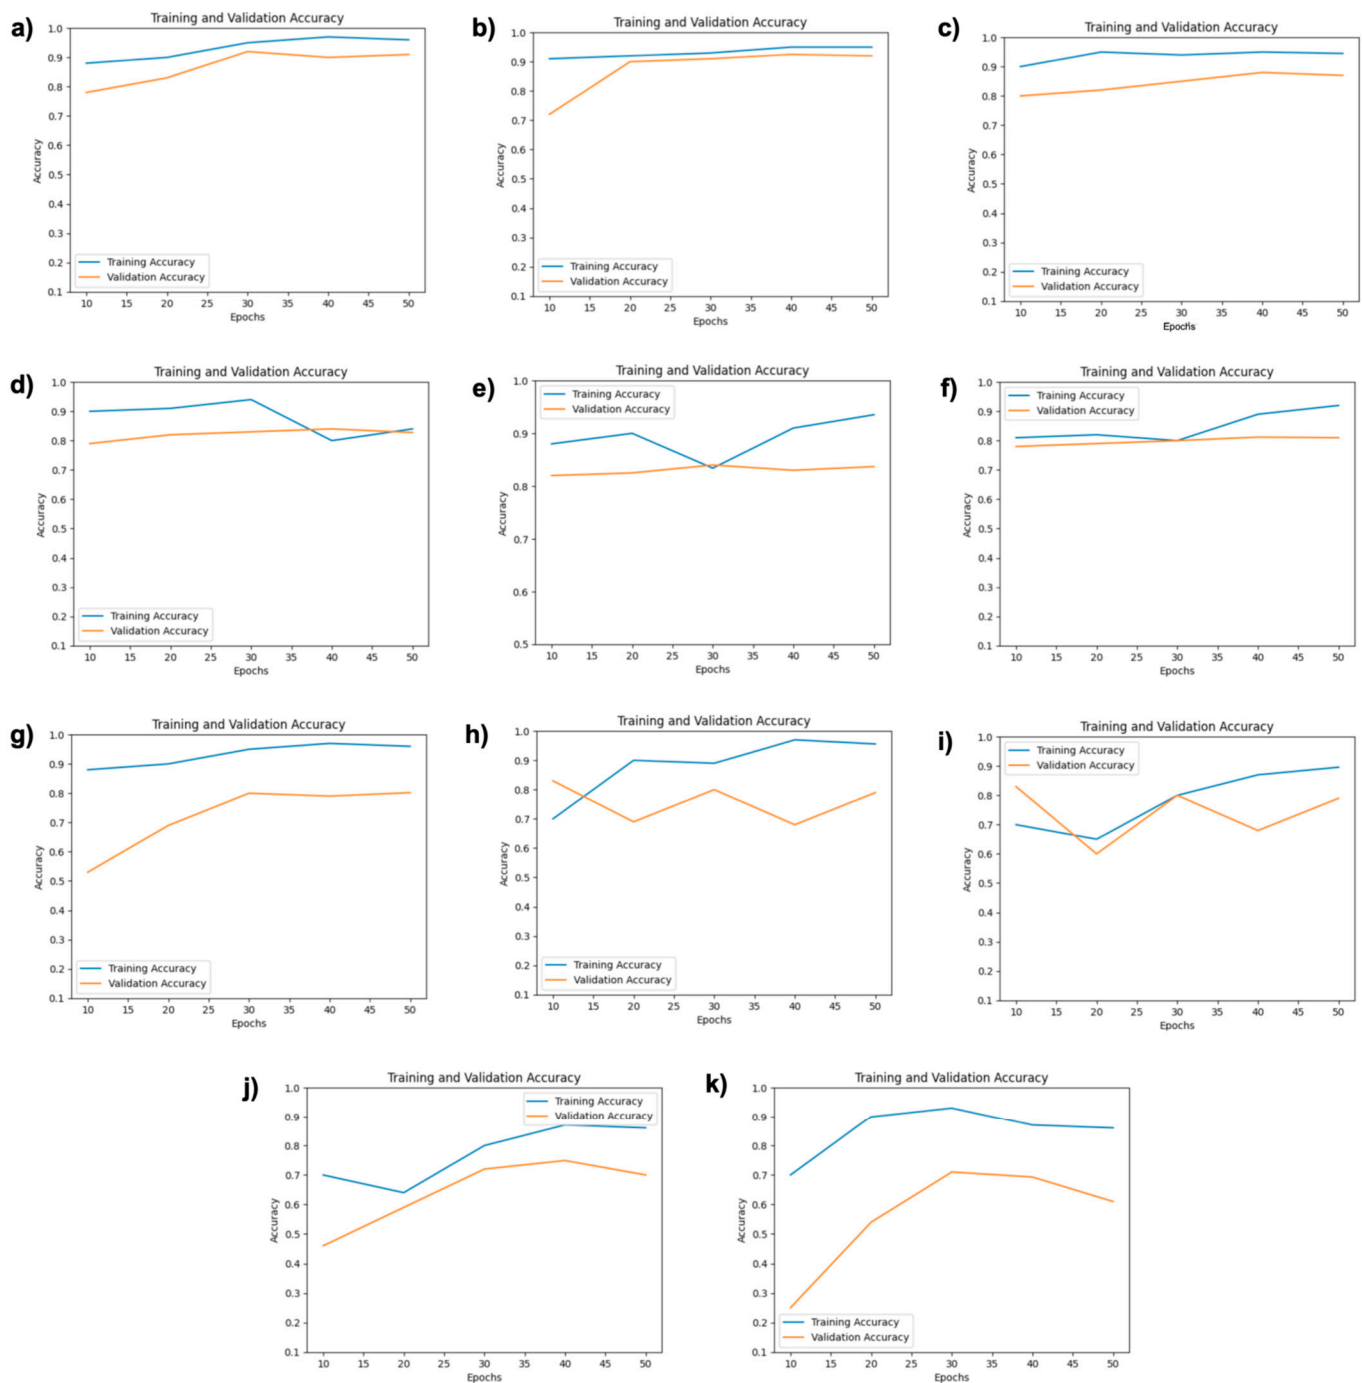 a)
Training and Validation Accuracy
1.0
0.9
0.8
0.7
0.6
0.5
0.4
0.3
0.2
0.1
Accuracy
Training Accuracy
Validation Accuracy
10 15 20 25 30 35 40 45 50
Epochs
b)
Training and Validation Accuracy
1.0
0.9
0.8
0.7
0.6
0.5
0.4
0.3
0.2
0.1
Accuracy
Training Accuracy
Validation Accuracy
10 15 20 25 30 35 40 45 50
Epochs
c)
Training and Validation Accuracy
1.0
0.9
0.8
0.7
0.6
0.5
0.4
0.3
0.2
0.1
Accuracy
Training Accuracy
Validation Accuracy
10 15 20 25 30 35 40 45 50
Epochs
d)
Training and Validation Accuracy
1.0
0.9
0.8
0.7
0.6
0.5
0.4
0.3
0.2
0.1
Accuracy
Training Accuracy
Validation Accuracy
10 15 20 25 30 35 40 45 50
Epochs
e)
Training and Validation Accuracy
Training Accuracy
Validation Accuracy
1.0
0.9
0.8
0.7
0.6
0.5
Accuracy
10 15 20 25 30 35 40 45 50
Epochs
f)
Training and Validation Accuracy
Training Accuracy
Validation Accuracy
1.0
0.9
0.8
0.7
0.6
0.5
0.4
0.3
0.2
0.1
Accuracy
10 15 20 25 30 35 40 45 50
Epochs
g)
Training and Validation Accuracy
1.0
0.9
0.8
0.7
0.6
0.5
0.4
0.3
0.2
0.1
Accuracy
Training Accuracy
Validation Accuracy
10 15 20 25 30 35 40 45 50
Epochs
h)
Training and Validation Accuracy
1.0
0.9
0.8
0.7
0.6
0.5
0.4
0.3
0.2
0.1
Accuracy
Training Accuracy
Validation Accuracy
10 15 20 25 30 35 40 45 50
Epochs
i)
Training and Validation Accuracy
Training Accuracy
Validation Accuracy
1.0
0.9
0.8
0.7
0.6
0.5
0.4
0.3
0.2
0.1
Accuracy
10 15 20 25 30 35 40 45 50
Epochs
j)
Training and Validation Accuracy
Training Accuracy
Validation Accuracy
1.0
0.9
0.8
0.7
0.6
0.5
0.4
0.3
0.2
0.1
Accuracy
10 15 20 25 30 35 40 45 50
Epochs
k)
Training and Validation Accuracy
1.0
0.9
0.8
0.7
0.6
0.5
0.4
0.3
0.2
0.1
Accuracy
Training Accuracy
Validation Accuracy
10 15 20 25 30 35 40 45 50
Epochs